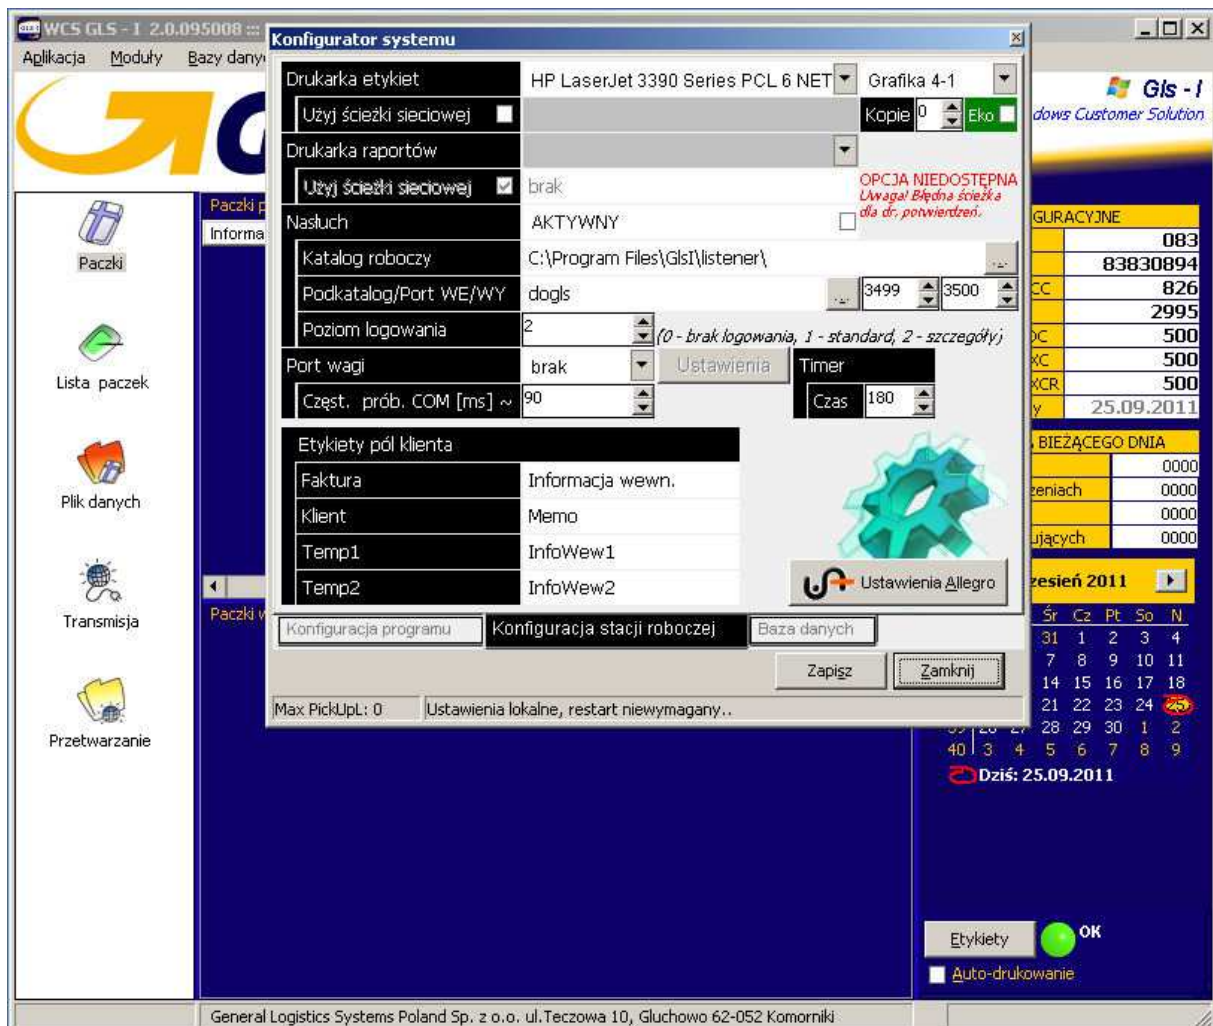 WCS GLS - I 2.0.095008 :::
Aplikacja Moduły Bazy dany
Gls - I
dows Customer Solution
Paczki
Lista paczek
Plik danych
Transmisja
Przetwarzanie
Paczki p
Informa
Paczki w
Konfigurator systemu
Drukarka etykiet HP LaserJet 3390 Series PCL 6 NET Grafika 4-1
Użyj ścieżki sieciowej Kopie 0 Eko
Drukarka raportów
Użyj ścieżki sieciowej brak
OPCJA NIEDOSTĘPNA
Uwaga! Błędna ścieżka
dla dr. potwierdzeń.
Nasłuch AKTYWNY
Katalog roboczy C:\Program Files\GlsI\listener\ ...
Podkatalog/Port WE/WY dogls ... 3499 3500
Poziom logowania 2 (0 - brak logowania, 1 - standard, 2 - szczegóły)
Port wagi brak Ustawienia Timer
Częst. prób. COM [ms] ~ 90 Czas 180
Etykiety pól klienta
Faktura Informacja wewn.
Klient Memo
Temp1 InfoWew1
Temp2 InfoWew2
Ustawienia Allegro
Konfiguracja programu Konfiguracja stacji roboczej Baza danych
Zapisz Zamknij
Max PickUpL: 0 Ustawienia lokalne, restart niewymagany..
GURACYJNE
083
83830894
CC 826
2995
OC 500
XC 500
XCR 500
y 25.09.2011
BIEŻĄCEGO DNIA
0000
zeniach 0000
0000
ujących 0000
zesień 2011
Śr Cz Pt So N
31 1 2 3 4
7 8 9 10 11
14 15 16 17 18
21 22 23 24 25
39 26 27 28 29 30 1 2
40 3 4 5 6 7 8 9
Dziś: 25.09.2011
Etykiety OK
Auto-drukowanie
General Logistics Systems Poland Sp. z o.o. ul.Teczowa 10, Gluchowo 62-052 Komorniki